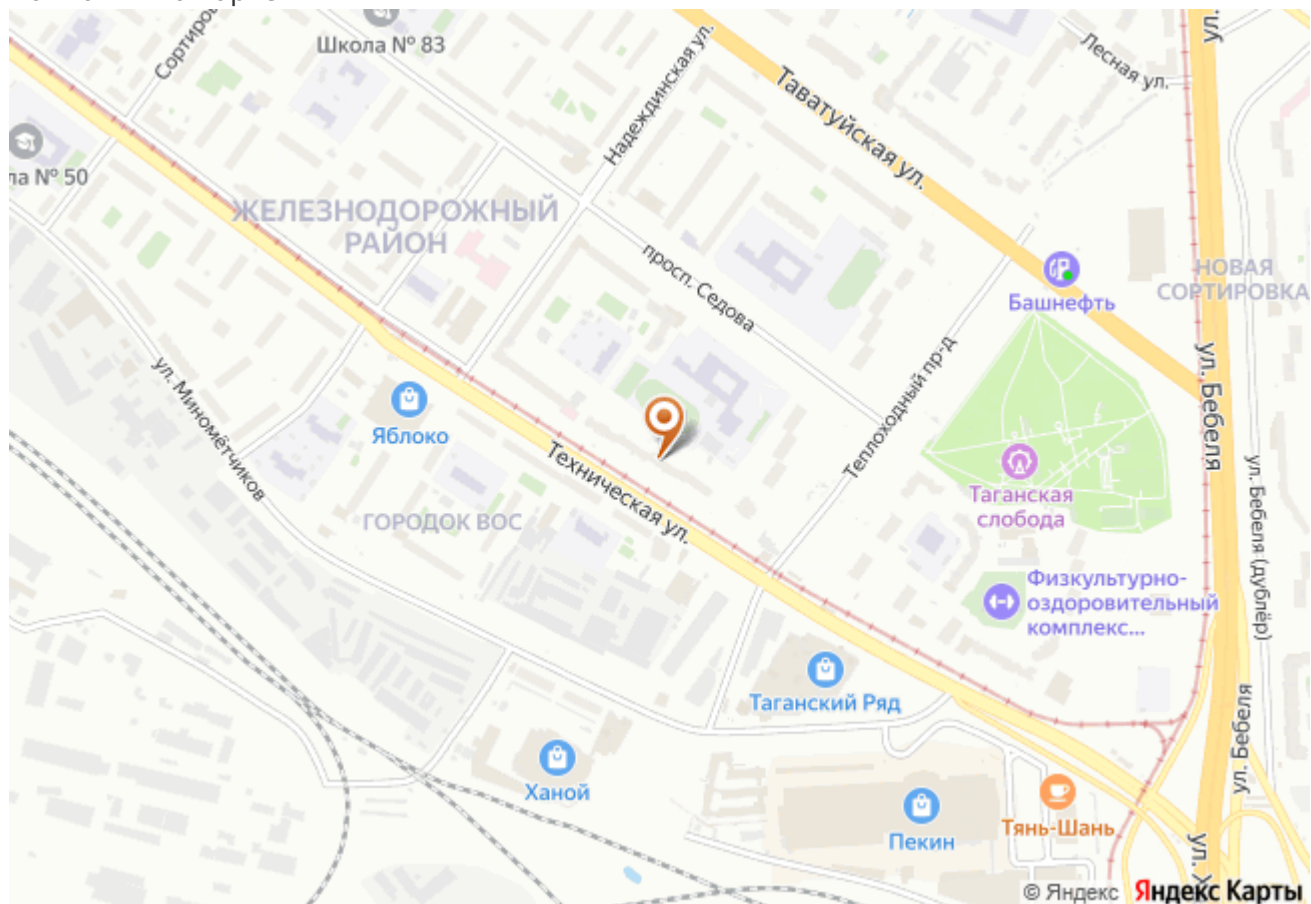 Школа № 83
Надеждинская ул.
Таватуйская ул.
Лесная ул.
№ 50
ЖЕЛЕЗНОДОРОЖНЫЙ
РАЙОН
просп. Седова
Башнефть
НОВАЯ
СОРТИРОВКА
ул. Миномётчиков
Яблоко
Теплоходный пр-д
ул. Бебеля
Техническая ул.
Таганская
слобода
ГОРОДОК ВОС
ул. Бебеля (дублёр)
Физкультурно-
оздоровительный
комплекс...
Таганский Ряд
ул. Бебеля
Ханой
Пекин
Тянь-Шань
© Яндекс Яндекс Карты